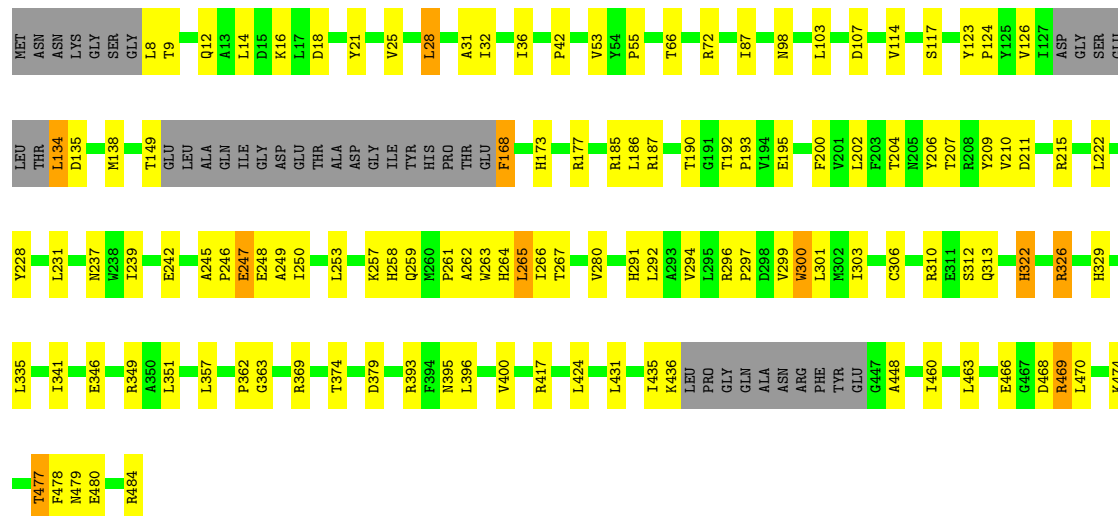 MET ASN ASN LYS GLY SER GLY L8 T9 Q12 A13 L14 D15 K16 L17 D18 Y21 V25 L28 A31 I32 I36 P42 V53 Y54 P55 T66 R72 I87 N98 L103 D107 V114 S117 Y123 P124 Y125 V126 I127 ASP GLY SER GLU
LEU THR L134 D135 M138 T149 GLU LEU ALA GLN ILE GLY ASP GLU THR ALA ASP GLY ILE TYR HIS PRO THR GLU F168 H173 R177 R185 L186 R187 T190 G191 T192 P193 V194 E195 F200 V201 L202 F203 T204 N205 Y206 T207 R208 Y209 V210 D211 R215 L222
Y228 L231 N237 W238 I239 E242 A245 P246 E247 E248 A249 I250 L253 K257 H258 Q259 M260 P261 A262 W263 H264 L265 I266 T267 V280 H291 L292 A293 V294 L295 R296 P297 D298 V299 W300 L301 M302 I303 C306 R310 E311 S312 Q313 H322 R326 H329
L335 I341 E346 R349 A350 L351 L357 P362 G363 R369 T374 D379 R393 F394 N395 L396 V400 R417 L424 L431 I435 K436 LEU PRO GLY GLN ALA ASN ARG PHE TYR GLU G447 A448 I460 L463 E466 G467 D468 R469 L470 K474
T477 F478 N479 E480 R484